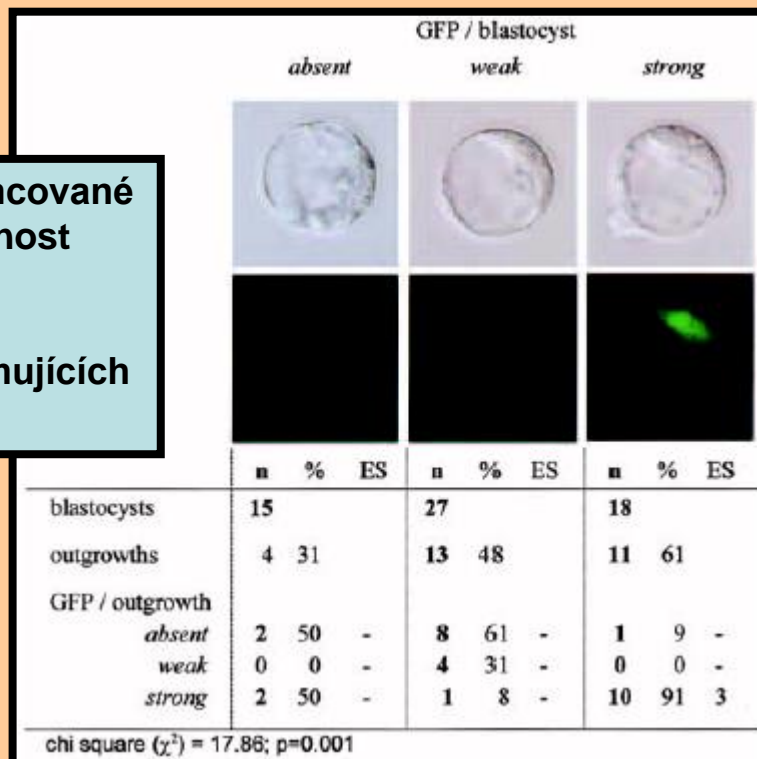 ncované
nost
nujících
GFP / blastocyst
absent weak strong
n % ES n % ES n % ES
blastocysts 15 27 18
outgrowths 4 31 13 48 11 61
GFP / outgrowth
absent 2 50 - 8 61 - 1 9 -
weak 0 0 - 4 31 - 0 0 -
strong 2 50 - 1 8 - 10 91 3
chi square (χ²) = 17.86; p=0.001